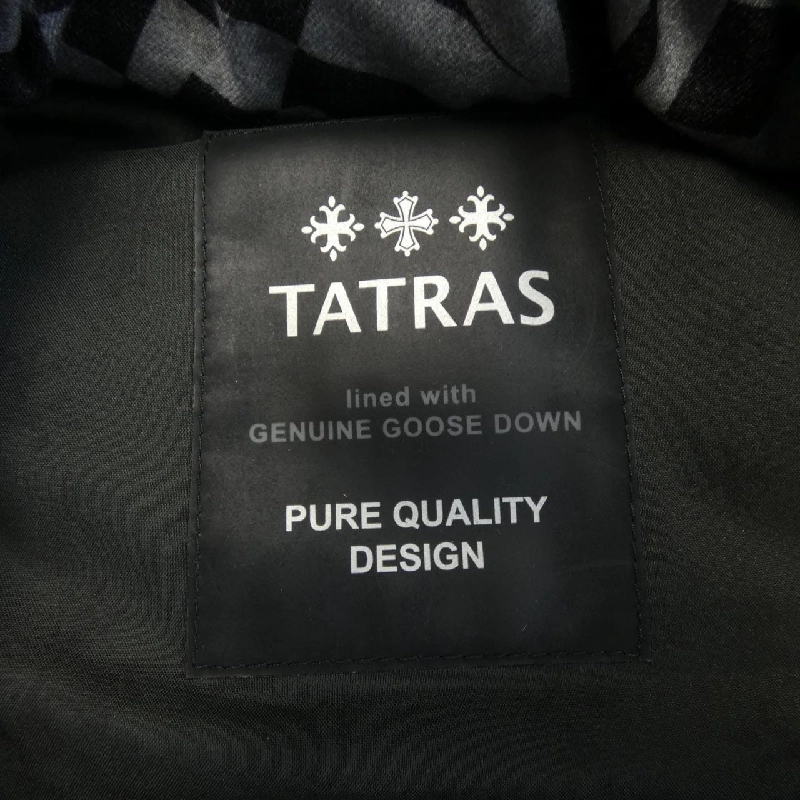 TATRAS
lined with
GENUINE GOOSE DOWN
PURE QUALITY
DESIGN